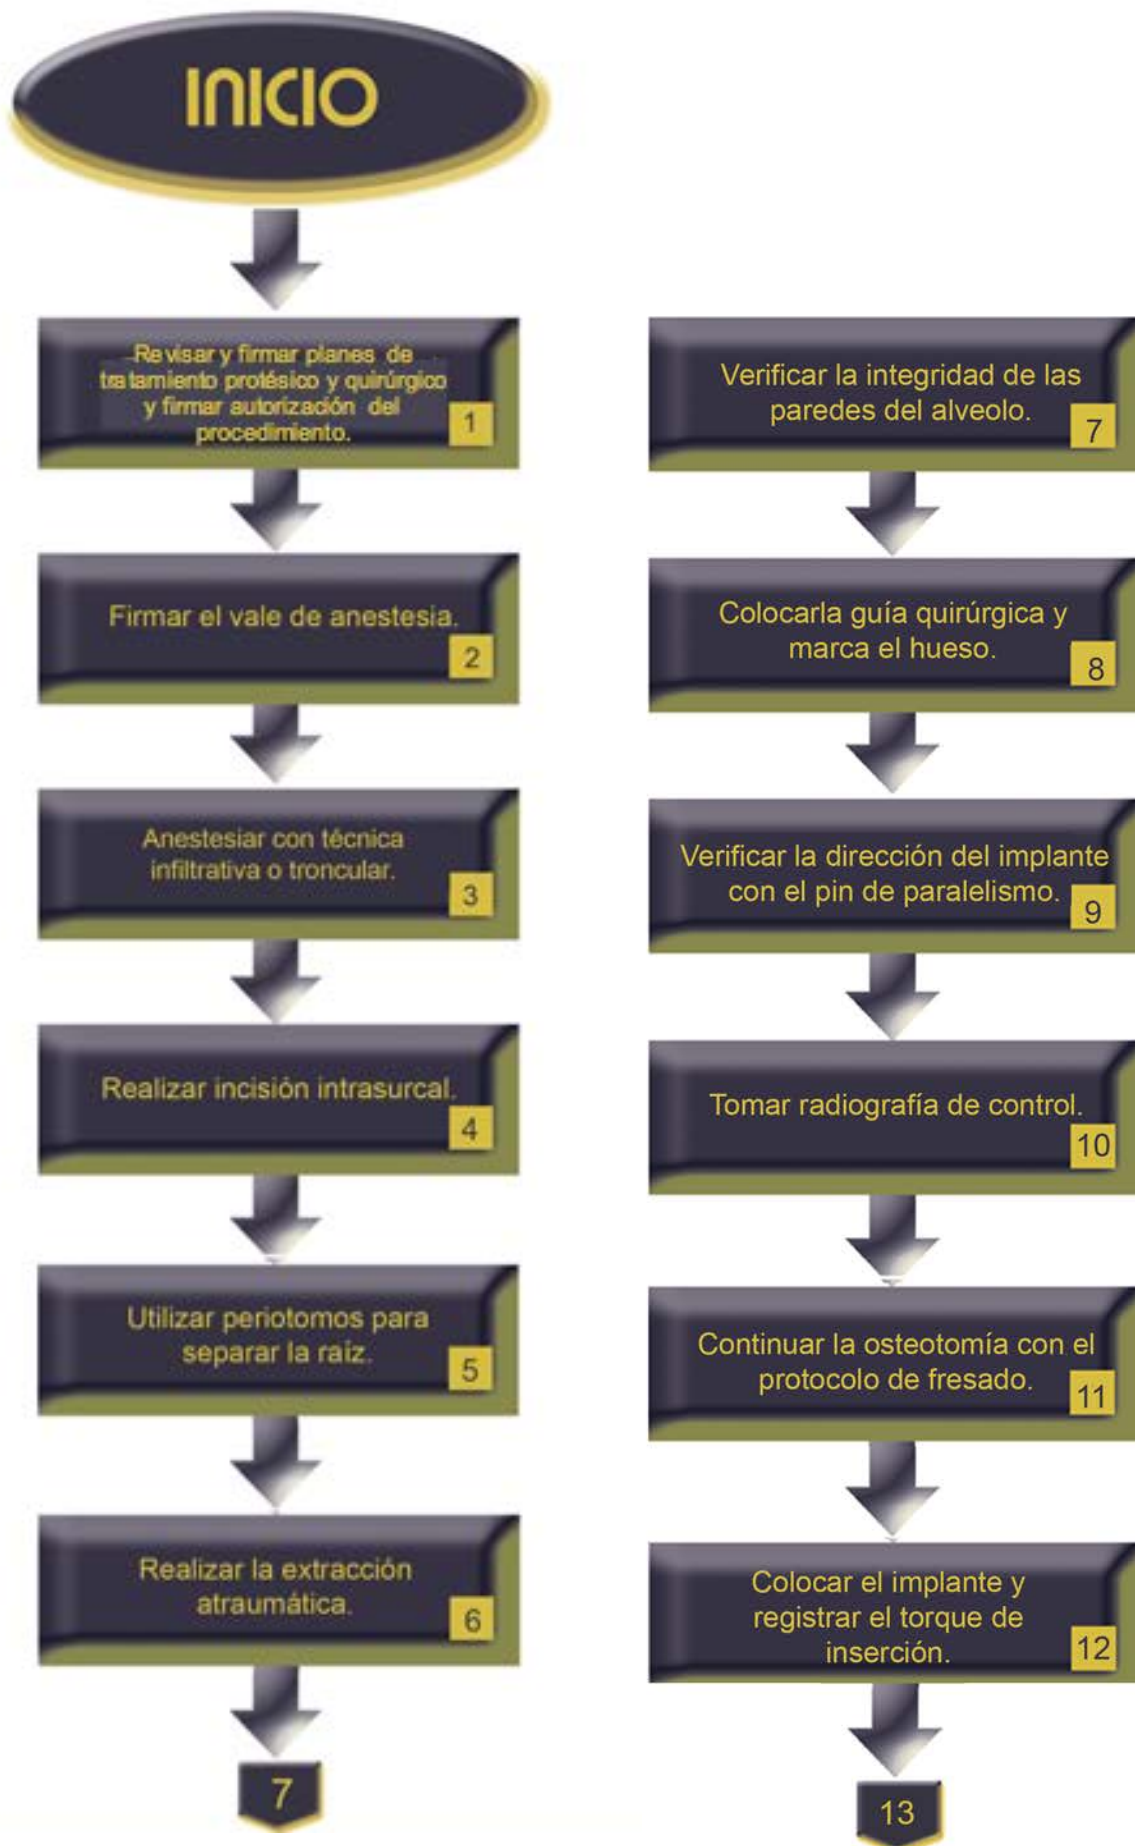 INICIO
Revisar y firmar planes de
tratamiento protésico y quirúrgico
y firmar autorización del
procedimiento.
1
Firmar el vale de anestesia.
2
Anestesiar con técnica
infiltrativa o troncular.
3
Realizar incisión intrasurcal.
4
Utilizar periotomos para
separar la raíz.
5
Realizar la extracción
atraumática.
6
7
Verificar la integridad de las
paredes del alveolo.
7
Colocarla guía quirúrgica y
marca el hueso.
8
Verificar la dirección del implante
con el pin de paralelismo.
9
Tomar radiografía de control.
10
Continuar la osteotomía con el
protocolo de fresado.
11
Colocar el implante y
registrar el torque de
inserción.
12
13